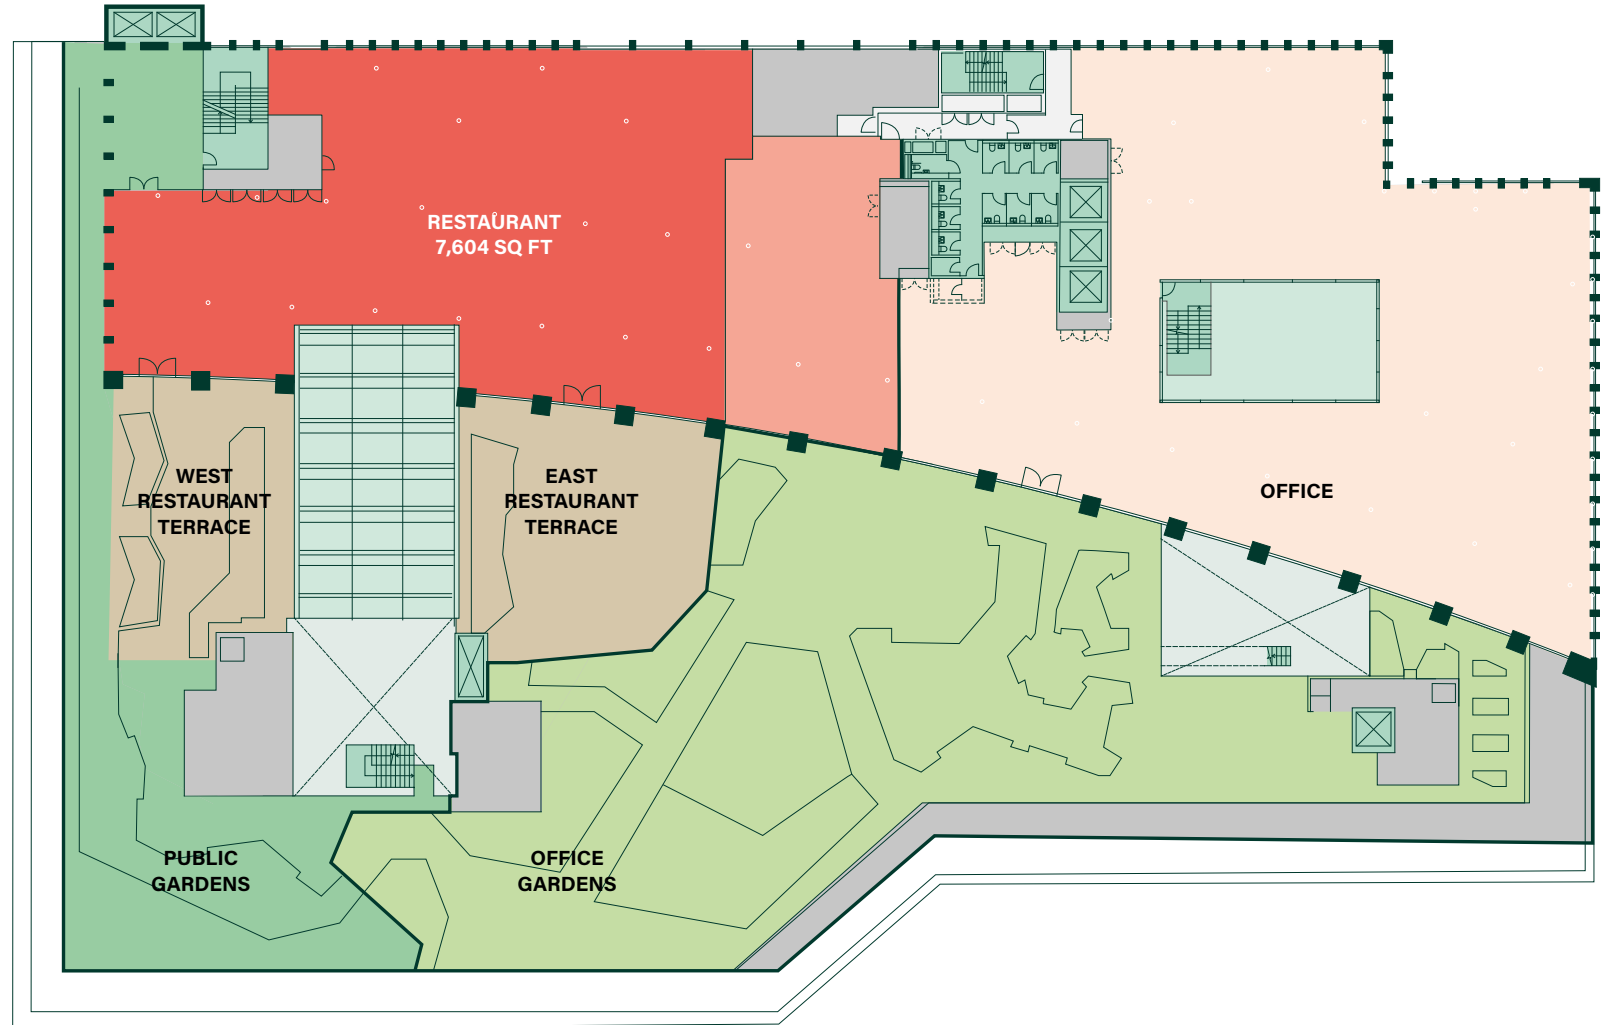 RESTAURANT
7,604 SQ FT
WEST
RESTAURANT
TERRACE
EAST
RESTAURANT
TERRACE
OFFICE
PUBLIC
GARDENS
OFFICE
GARDENS